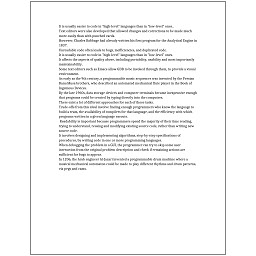 It is usually easier to code in "high-level" languages than in "low-level" ones.
Text editors were also developed that allowed changes and corrections to be made much
more easily than with punched cards.
However, Charles Babbage had already written his first program for the Analytical Engine in
1837.
Unreadable code often leads to bugs, inefficiencies, and duplicated code.
It is usually easier to code in "high-level" languages than in "low-level" ones.
It affects the aspects of quality above, including portability, usability and most importantly
maintainability.
Some text editors such as Emacs allow GDB to be invoked through them, to provide a visual
environment.
As early as the 9th century, a programmable music sequencer was invented by the Persian
Banu Musa brothers, who described an automated mechanical flute player in the Book of
Ingenious Devices.
By the late 1960s, data storage devices and computer terminals became inexpensive enough
that programs could be created by typing directly into the computers.
There exist a lot of different approaches for each of those tasks.
Trade-offs from this ideal involve finding enough programmers who know the language to
build a team, the availability of compilers for that language, and the efficiency with which
programs written in a given language execute.
Readability is important because programmers spend the majority of their time reading,
trying to understand, reusing and modifying existing source code, rather than writing new
source code.
It involves designing and implementing algorithms, step-by-step specifications of
procedures, by writing code in one or more programming languages.
When debugging the problem in a GUI, the programmer can try to skip some user
interaction from the original problem description and check if remaining actions are
sufficient for bugs to appear.
In 1206, the Arab engineer Al-Jazari invented a programmable drum machine where a
musical mechanical automaton could be made to play different rhythms and drum patterns,
via pegs and cams.